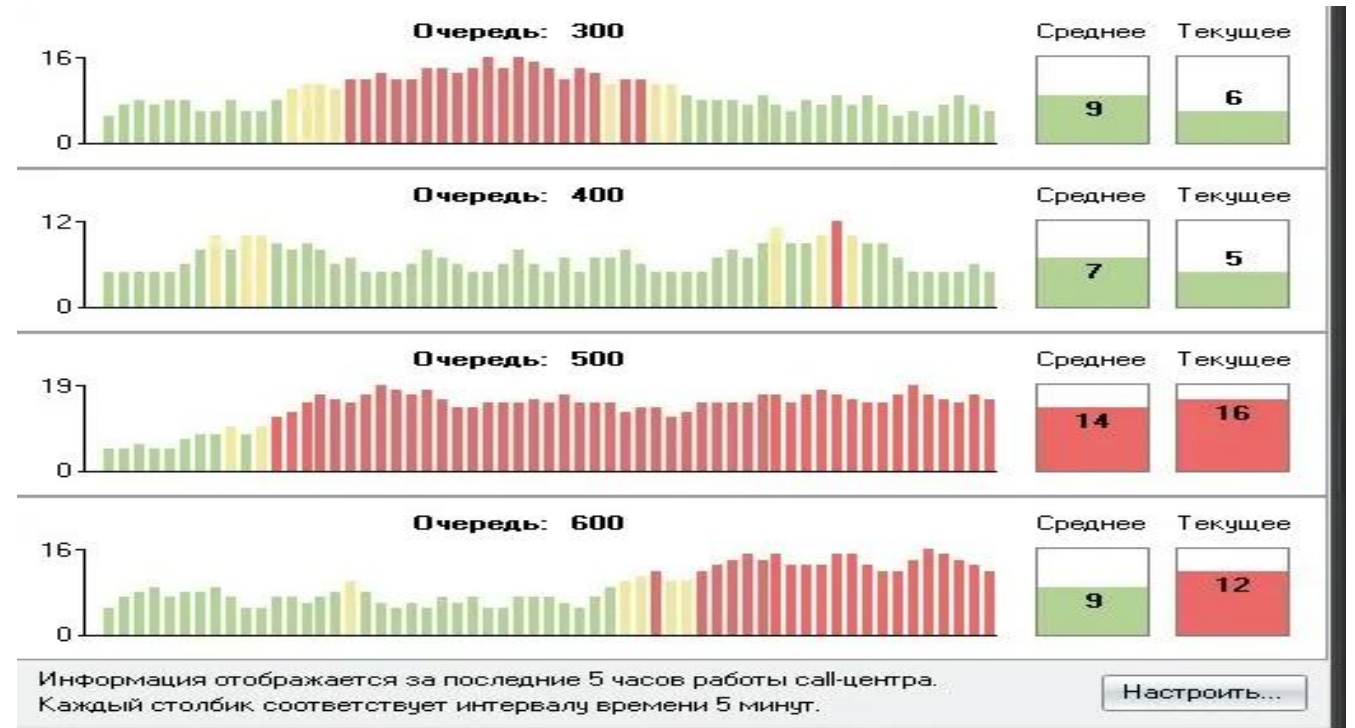 Очередь: 300 Среднее Текущее
16
9 6
0
Очередь: 400 Среднее Текущее
12
7 5
0
Очередь: 500 Среднее Текущее
19
14 16
0
Очередь: 600 Среднее Текущее
16
9 12
0
Информация отображается за последние 5 часов работы call-центра.
Каждый столбик соответствует интервалу времени 5 минут.
Настроить...